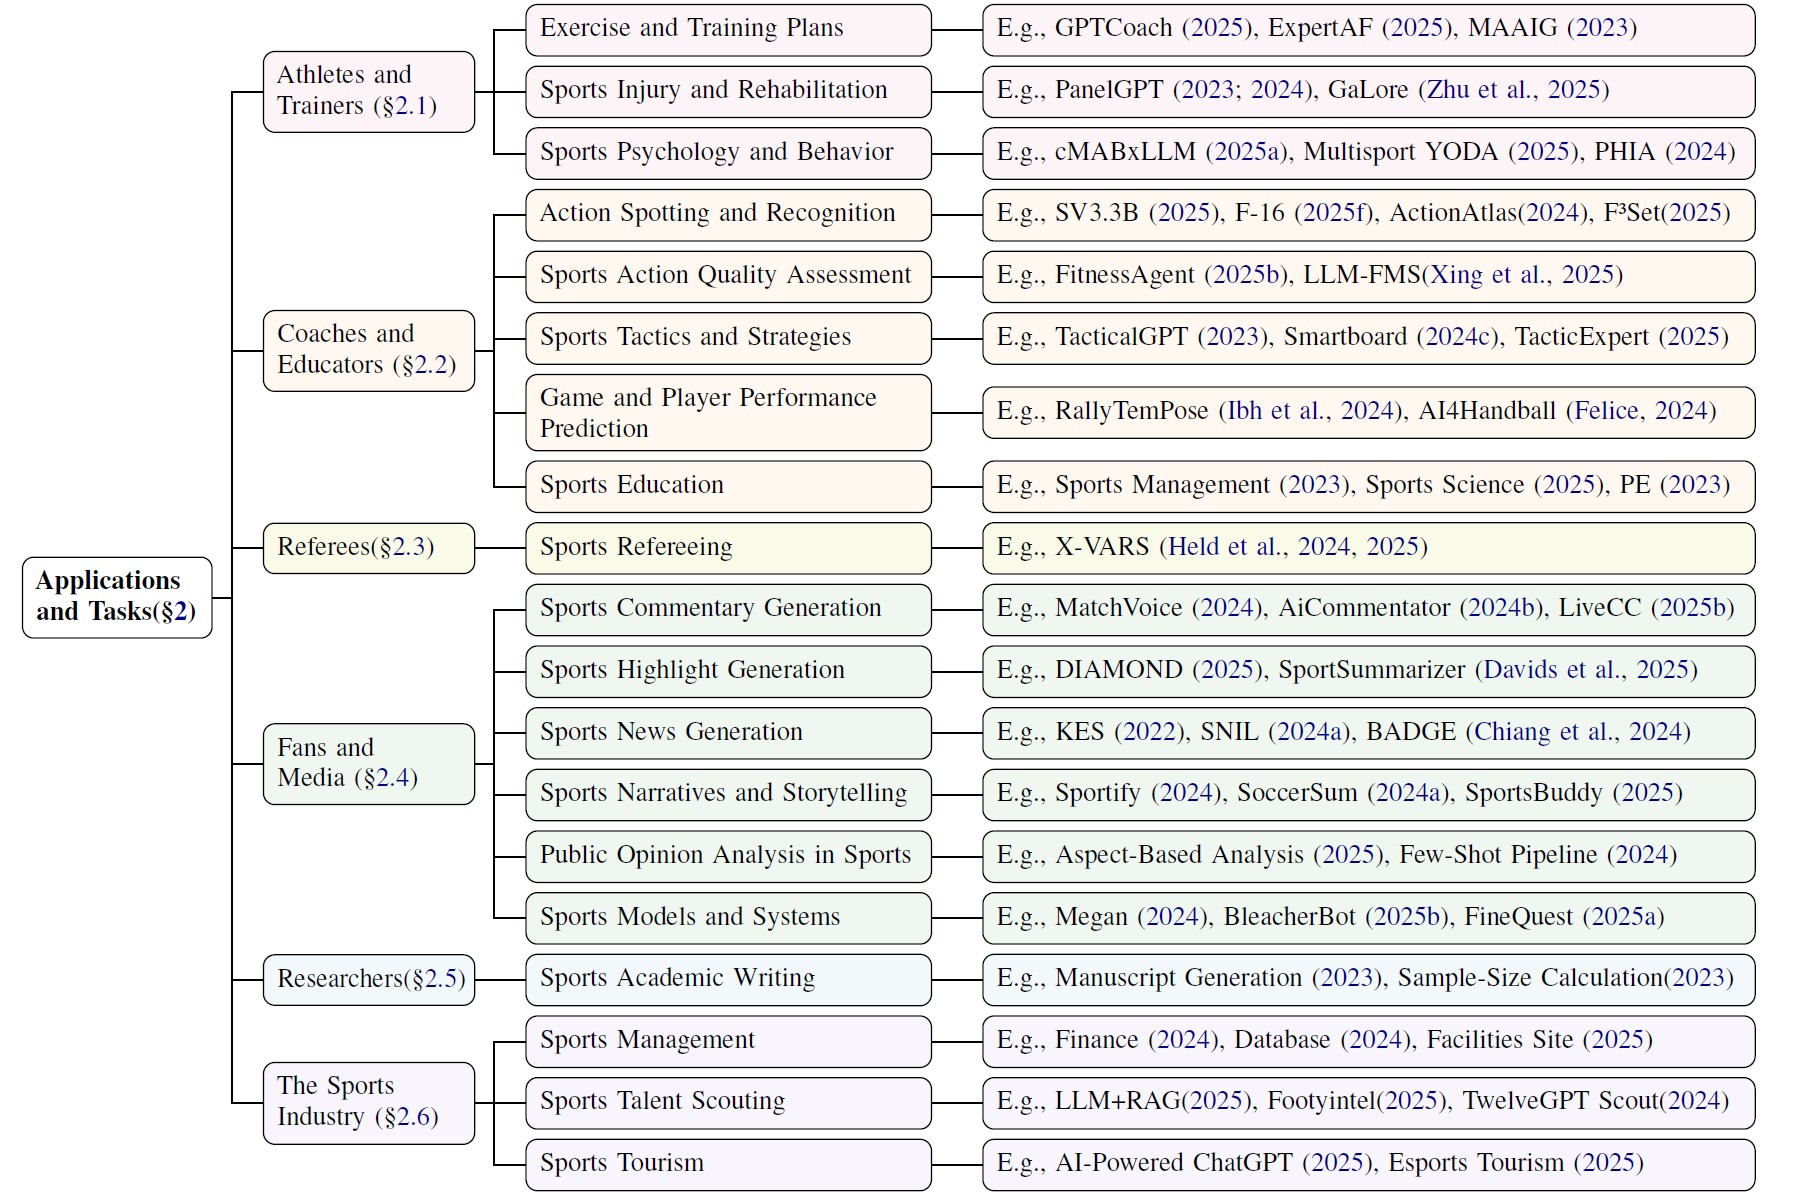 Applications
and Tasks(§2)
Athletes and
Trainers (§2.1)
Exercise and Training Plans
E.g., GPTCoach (2025), ExpertAF (2025), MAAIG (2023)
Sports Injury and Rehabilitation
E.g., PanelGPT (2023; 2024), GaLore (Zhu et al., 2025)
Sports Psychology and Behavior
E.g., cMABxLLM (2025a), Multisport YODA (2025), PHIA (2024)
Coaches and
Educators (§2.2)
Action Spotting and Recognition
E.g., SV3.3B (2025), F-16 (2025f), ActionAtlas(2024), F³Set(2025)
Sports Action Quality Assessment
E.g., FitnessAgent (2025b), LLM-FMS(Xing et al., 2025)
Sports Tactics and Strategies
E.g., TacticalGPT (2023), Smartboard (2024c), TacticExpert (2025)
Game and Player Performance
Prediction
E.g., RallyTemPose (Ibh et al., 2024), AI4Handball (Felice, 2024)
Sports Education
E.g., Sports Management (2023), Sports Science (2025), PE (2023)
Referees(§2.3)
Sports Refereeing
E.g., X-VARS (Held et al., 2024, 2025)
Fans and
Media (§2.4)
Sports Commentary Generation
E.g., MatchVoice (2024), AiCommentator (2024b), LiveCC (2025b)
Sports Highlight Generation
E.g., DIAMOND (2025), SportSummarizer (Davids et al., 2025)
Sports News Generation
E.g., KES (2022), SNIL (2024a), BADGE (Chiang et al., 2024)
Sports Narratives and Storytelling
E.g., Sportify (2024), SoccerSum (2024a), SportsBuddy (2025)
Public Opinion Analysis in Sports
E.g., Aspect-Based Analysis (2025), Few-Shot Pipeline (2024)
Sports Models and Systems
E.g., Megan (2024), BleacherBot (2025b), FineQuest (2025a)
Researchers(§2.5)
Sports Academic Writing
E.g., Manuscript Generation (2023), Sample-Size Calculation(2023)
The Sports
Industry (§2.6)
Sports Management
E.g., Finance (2024), Database (2024), Facilities Site (2025)
Sports Talent Scouting
E.g., LLM+RAG(2025), Footyintel(2025), TwelveGPT Scout(2024)
Sports Tourism
E.g., AI-Powered ChatGPT (2025), Esports Tourism (2025)